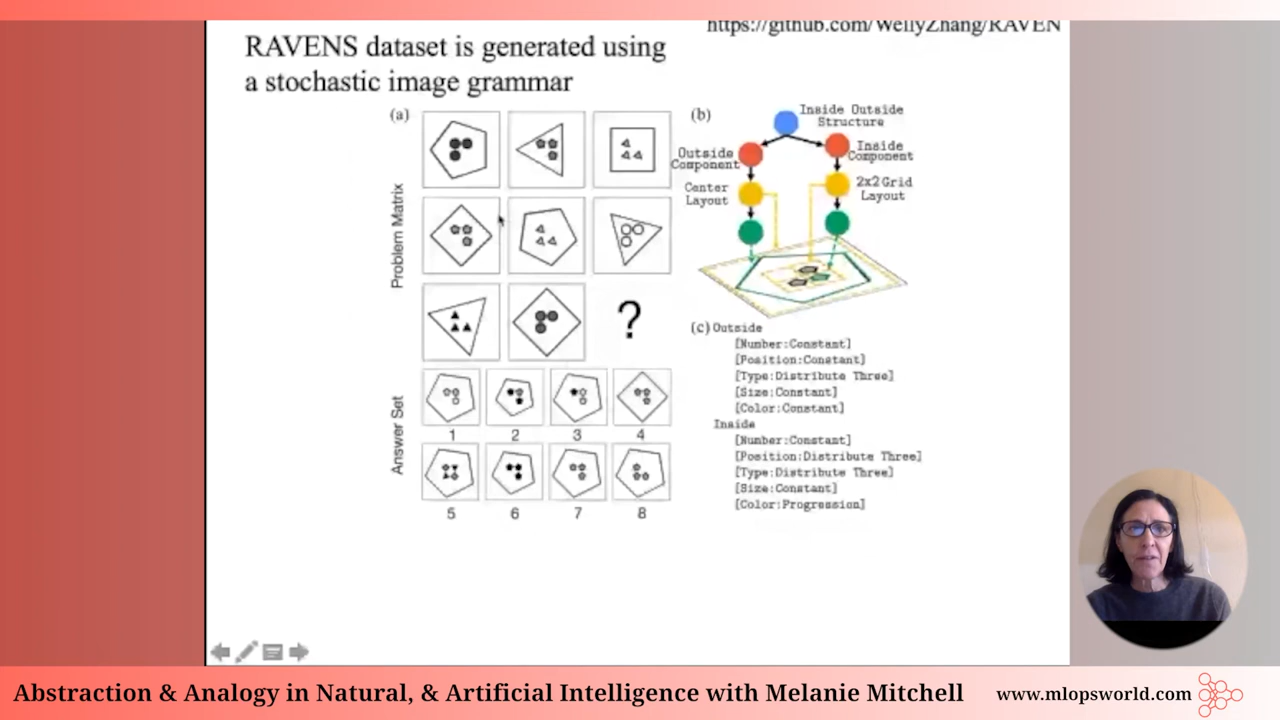 https://github.com/WellyZhang/RAVEN
RAVENS dataset is generated using
a stochastic image grammar
(a)
Problem Matrix
?
Answer Set
1 2 3 4
5 6 7 8
(b)
Inside Outside
Structure
Outside
Component
Inside
Component
Center
Layout
2x2 Grid
Layout
(c) Outside
[Number:Constant]
[Position:Constant]
[Type:Distribute Three]
[Size:Constant]
[Color:Constant]
Inside
[Number:Constant]
[Position:Distribute Three]
[Type:Distribute Three]
[Size:Constant]
[Color:Progression]
Abstraction & Analogy in Natural, & Artificial Intelligence with Melanie Mitchell
www.mlopsworld.com